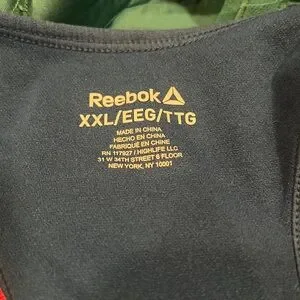 Reebok
XXL/EEG/TTG
MADE IN CHINA
HECHO EN CHINA
FABRIQUÉ EN CHINE
RN 117927 / HIGHLIFE LLC
31 W 34TH STREET 6 FLOOR
NEW YORK, NY 10001